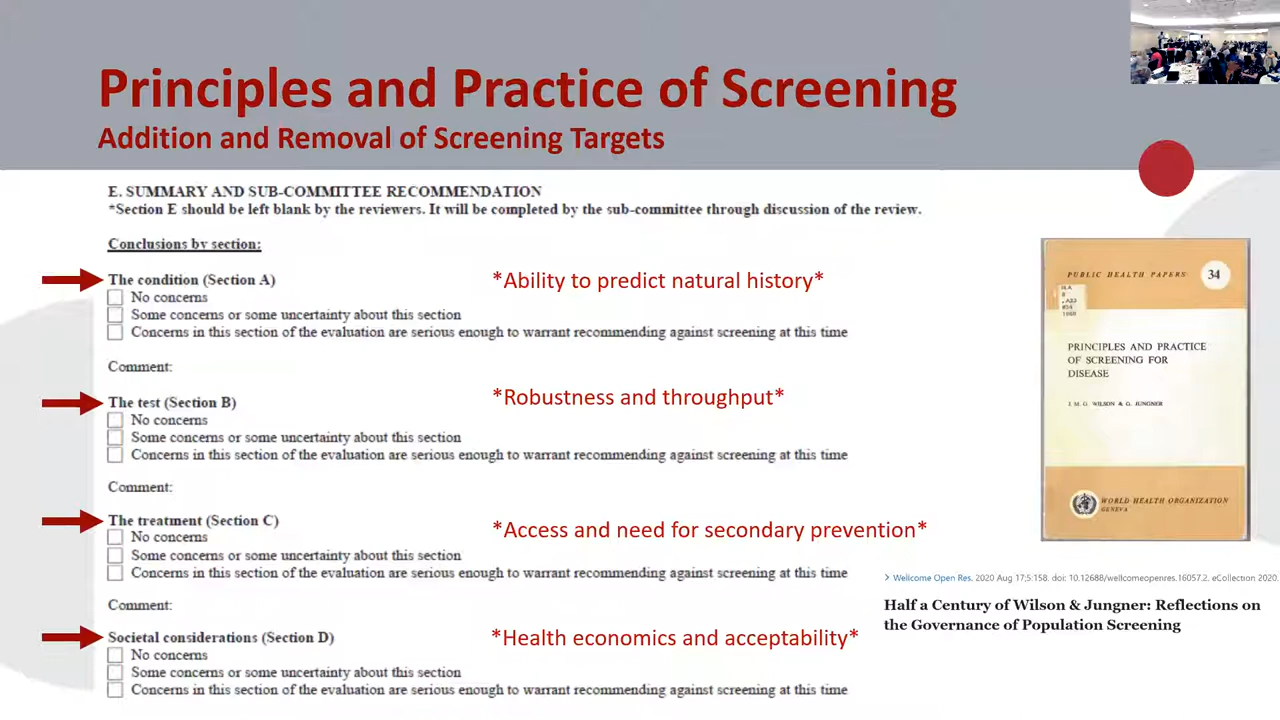 Principles and Practice of Screening
Addition and Removal of Screening Targets
E. SUMMARY AND SUB-COMMITTEE RECOMMENDATION
*Section E should be left blank by the reviewers. It will be completed by the sub-committee through discussion of the review.
Conclusions by section:
The condition (Section A)
*Ability to predict natural history*
No concerns
Some concerns or some uncertainty about this section
Concerns in this section of the evaluation are serious enough to warrant recommending against screening at this time
Comment:
The test (Section B)
*Robustness and throughput*
No concerns
Some concerns or some uncertainty about this section
Concerns in this section of the evaluation are serious enough to warrant recommending against screening at this time
Comment:
The treatment (Section C)
*Access and need for secondary prevention*
No concerns
Some concerns or some uncertainty about this section
Concerns in this section of the evaluation are serious enough to warrant recommending against screening at this time
Comment:
Societal considerations (Section D)
*Health economics and acceptability*
No concerns
Some concerns or some uncertainty about this section
Concerns in this section of the evaluation are serious enough to warrant recommending against screening at this time
PUBLIC HEALTH PAPERS 34
1968
PRINCIPLES AND PRACTICE
OF SCREENING FOR
DISEASE
J. M. G. WILSON & G. JUNGNER
WORLD HEALTH ORGANIZATION
GENEVA
> Wellcome Open Res. 2020 Aug 17;5:158. doi: 10.12688/wellcomeopenres.16057.2. eCollection 2020.
Half a Century of Wilson & Jungner: Reflections on
the Governance of Population Screening